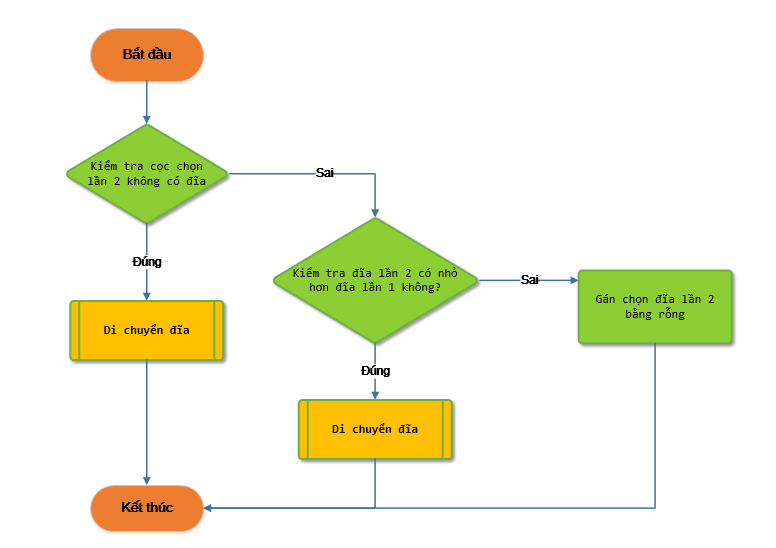 Bắt đầu
Kiểm tra cọc chọn
lần 2 không có đĩa
Sai
Đúng
Kiểm tra đĩa lần 2 có nhỏ
hơn đĩa lần 1 không?
Sai
Gán chọn đĩa lần 2
bằng rỗng
Di chuyển đĩa
Đúng
Di chuyển đĩa
Kết thúc